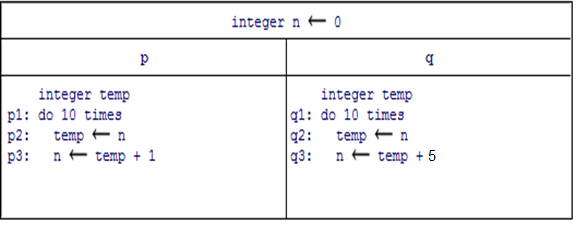 integer n ← 0
p
q
integer temp
p1: do 10 times
p2: temp ← n
p3: n ← temp + 1
integer temp
q1: do 10 times
q2: temp ← n
q3: n ← temp + 5